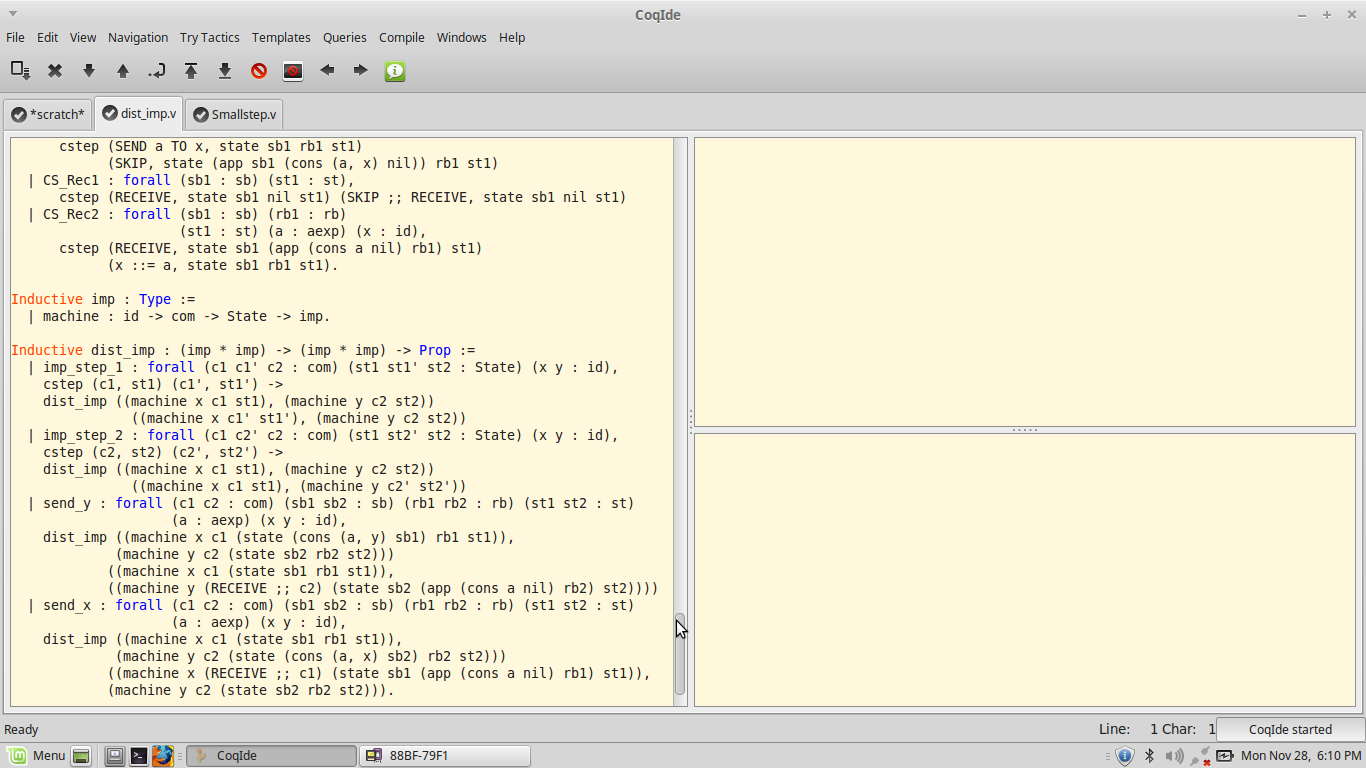 CoqIde
File Edit View Navigation Try Tactics Templates Queries Compile Windows Help
*scratch* dist_imp.v Smallstep.v
      cstep (SEND a TO x, state sb1 rb1 st1)
            (SKIP, state (app sb1 (cons (a, x) nil)) rb1 st1)
  | CS_Rec1 : forall (sb1 : sb) (st1 : st),
      cstep (RECEIVE, state sb1 nil st1) (SKIP ;; RECEIVE, state sb1 nil st1)
  | CS_Rec2 : forall (sb1 : sb) (rb1 : rb)
                     (st1 : st) (a : aexp) (x : id),
      cstep (RECEIVE, state sb1 (app (cons a nil) rb1) st1)
            (x ::= a, state sb1 rb1 st1).
Inductive imp : Type :=
  | machine : id -> com -> State -> imp.
Inductive dist_imp : (imp * imp) -> (imp * imp) -> Prop :=
  | imp_step_1 : forall (c1 c1' c2 : com) (st1 st1' st2 : State) (x y : id),
    cstep (c1, st1) (c1', st1') ->
    dist_imp ((machine x c1 st1), (machine y c2 st2))
               ((machine x c1' st1'), (machine y c2 st2))
  | imp_step_2 : forall (c1 c2' c2 : com) (st1 st2' st2 : State) (x y : id),
    cstep (c2, st2) (c2', st2') ->
    dist_imp ((machine x c1 st1), (machine y c2 st2))
               ((machine x c1 st1), (machine y c2' st2'))
  | send_y : forall (c1 c2 : com) (sb1 sb2 : sb) (rb1 rb2 : rb) (st1 st2 : st)
                    (a : aexp) (x y : id),
    dist_imp ((machine x c1 (state (cons (a, y) sb1) rb1 st1)),
             (machine y c2 (state sb2 rb2 st2)))
            ((machine x c1 (state sb1 rb1 st1)),
            ((machine y (RECEIVE ;; c2) (state sb2 (app (cons a nil) rb2) st2))))
  | send_x : forall (c1 c2 : com) (sb1 sb2 : sb) (rb1 rb2 : rb) (st1 st2 : st)
                    (a : aexp) (x y : id),
    dist_imp ((machine x c1 (state sb1 rb1 st1)),
             (machine y c2 (state (cons (a, x) sb2) rb2 st2)))
            ((machine x (RECEIVE ;; c1) (state sb1 (app (cons a nil) rb1) st1)),
            (machine y c2 (state sb2 rb2 st2))).
Ready Line: 1 Char: 1 CoqIde started
Menu CoqIde 88BF-79F1 Mon Nov 28, 6:10 PM